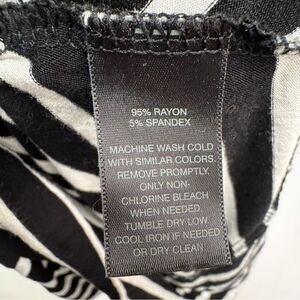 95% RAYON
5% SPANDEX
MACHINE WASH COLD
WITH SIMILAR COLORS.
REMOVE PROMPTLY.
ONLY NON-
CHLORINE BLEACH
WHEN NEEDED
TUMBLE DRY LOW
COOL IRON IF NEEDED
OR DRY CLEAN